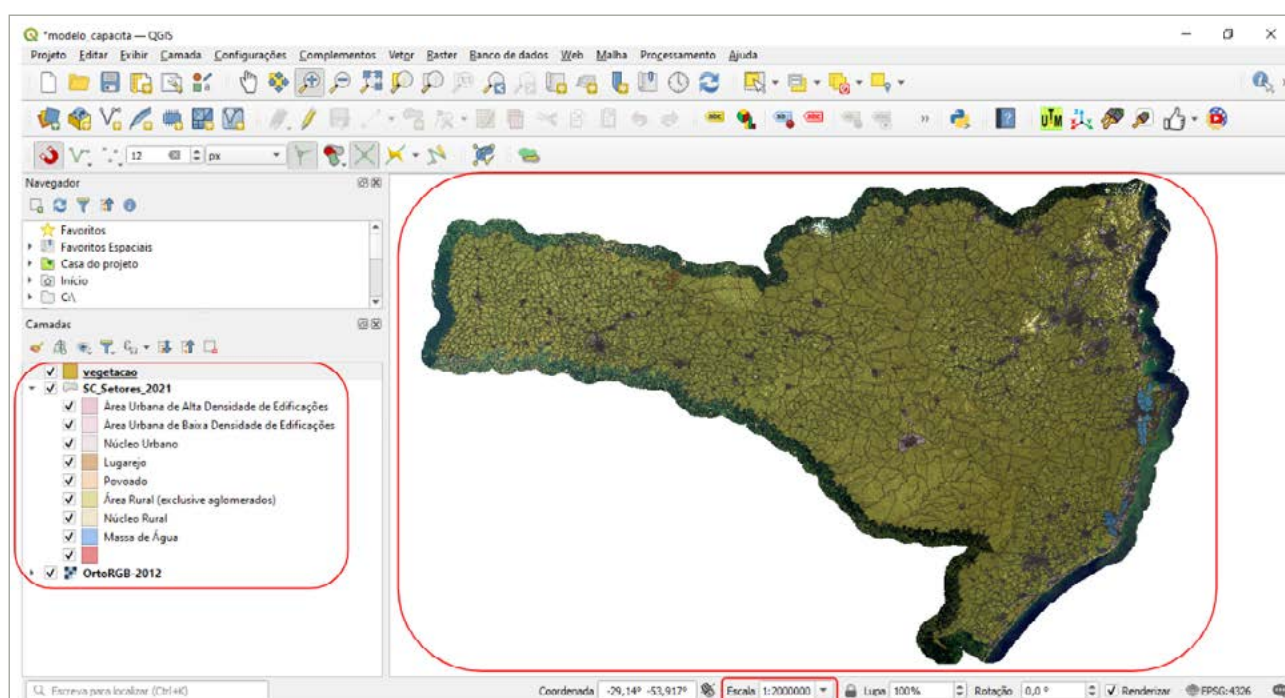 *modelo_capacita — QGIS
Projeto Editar Exibir Camada Configurações Complementos Vetor Raster Banco de dados Web Malha Processamento Ajuda
abc
abc
abc
UTM
12 px
Navegador
Favoritos
Favoritos Espaciais
Casa do projeto
Início
C:\
Camadas
vegetacao
SC_Setores_2021
Área Urbana de Alta Densidade de Edificações
Área Urbana de Baixa Densidade de Edificações
Núcleo Urbano
Lugarejo
Povoado
Área Rural (exclusive aglomerados)
Núcleo Rural
Massa de Água
OrtoRGB-2012
Escreva para localizar (Ctrl+K) Coordenada -29,14° -53,917° Escala 1:2000000 Lupa 100% Rotação 0,0 ° Renderizar EPSG:4326